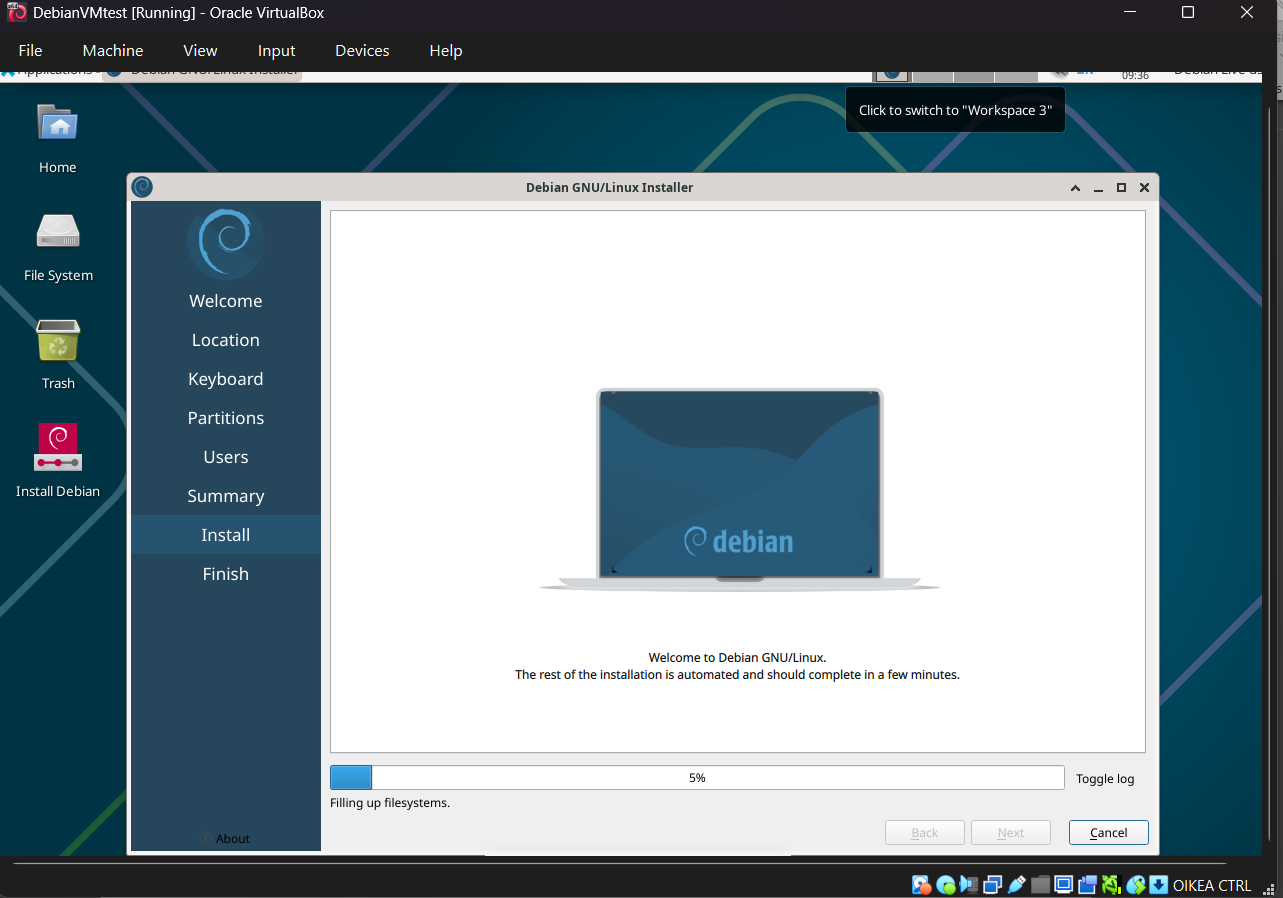 DebianVMtest [Running] - Oracle VirtualBox
File Machine View Input Devices Help
Applications Debian GNU/Linux Installer
09:36 Debian Live us
Click to switch to "Workspace 3"
Home
File System
Trash
Install Debian
Debian GNU/Linux Installer
Welcome
Location
Keyboard
Partitions
Users
Summary
Install
Finish
About
debian
Welcome to Debian GNU/Linux.
The rest of the installation is automated and should complete in a few minutes.
5%
Toggle log
Filling up filesystems.
Back Next Cancel
OIKEA CTRL